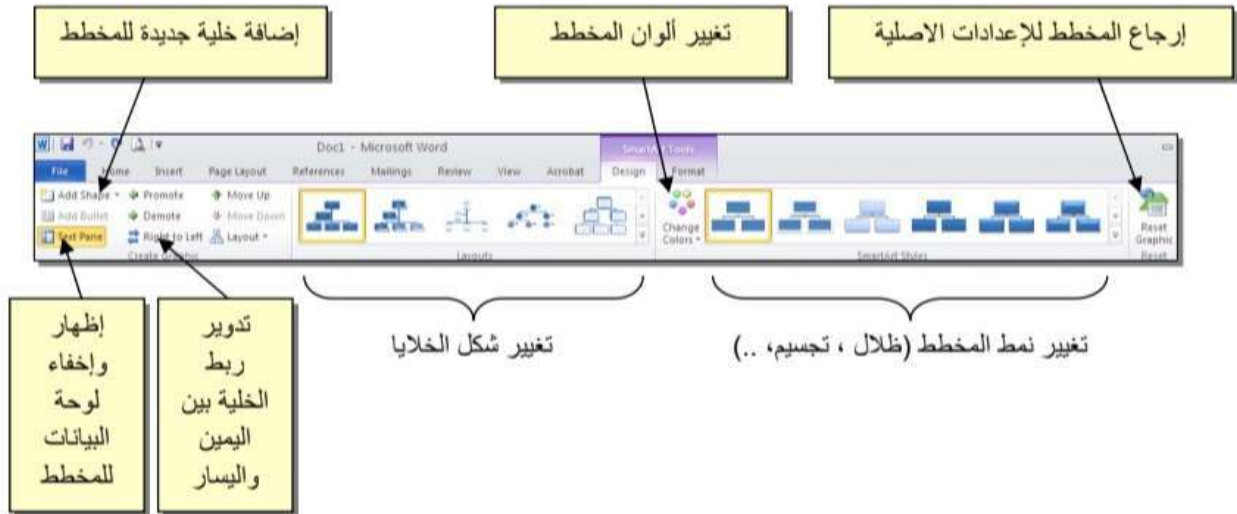 إضافة خلية جديدة للمخطط
تغيير ألوان المخطط
إرجاع المخطط للإعدادات الاصلية
W
Doc1 - Microsoft Word
SmartArt Tools
File Home Insert Page Layout References Mailings Review View Acrobat Design Format
Add Shape Promote Move Up
Add Bullet Demote Move Down
Text Pane Right to Left Layout
Change
Colors
Reset
Graphic
Create Graphic Layouts SmartArt Styles Reset
إظهار
وإخفاء
لوحة
البيانات
للمخطط
تدوير
ربط
الخلية بين
اليمين
واليسار
تغيير شكل الخلايا
تغيير نمط المخطط (ظلال ، تجسيم، ..)